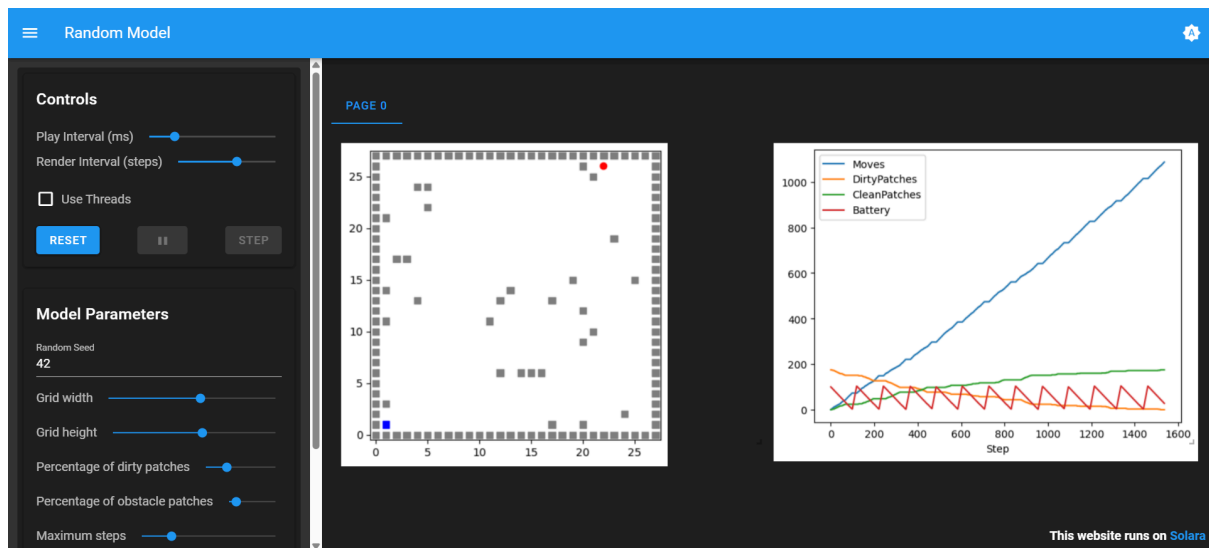 Random Model
Controls
Play Interval (ms)
Render Interval (steps)
Use Threads
RESET
STEP
Model Parameters
Random Seed
42
Grid width
Grid height
Percentage of dirty patches
Percentage of obstacle patches
Maximum steps
PAGE 0
25
20
15
10
5
0
0 5 10 15 20 25
Moves
DirtyPatches
CleanPatches
Battery
1000
800
600
400
200
0
0 200 400 600 800 1000 1200 1400 1600
Step
This website runs on Solara
A